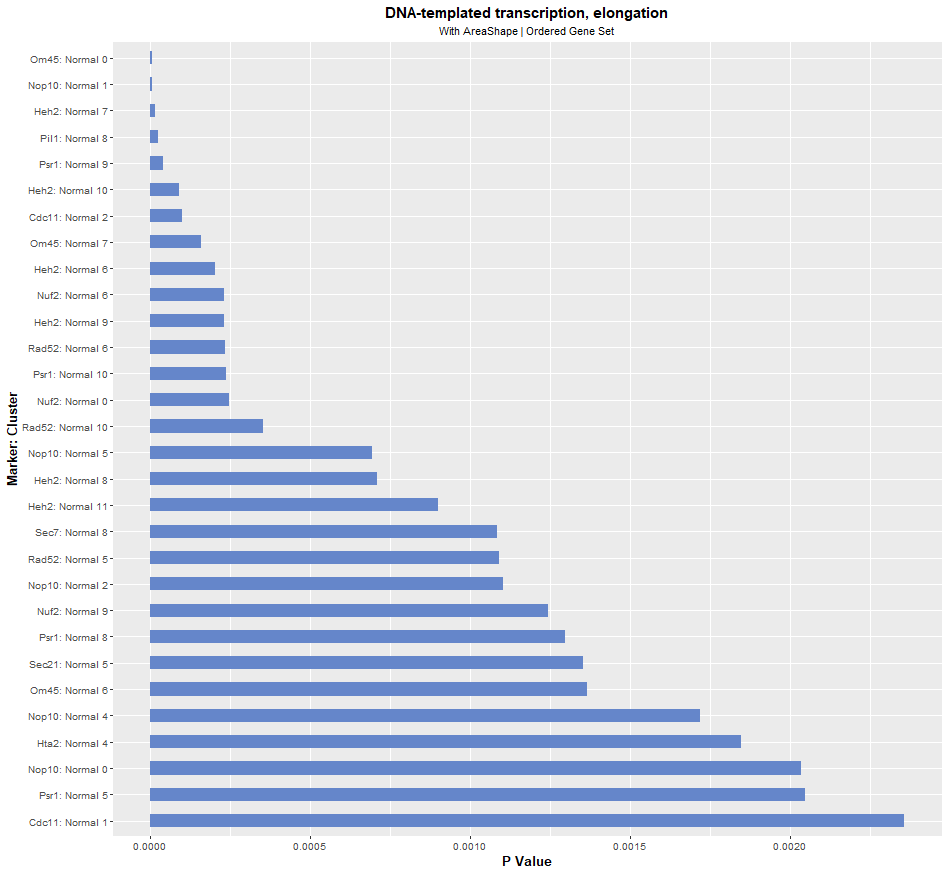 DNA-templated transcription, elongation
With AreaShape | Ordered Gene Set
Marker: Cluster
Om45: Normal 0
Nop10: Normal 1
Heh2: Normal 7
Pil1: Normal 8
Psr1: Normal 9
Heh2: Normal 10
Cdc11: Normal 2
Om45: Normal 7
Heh2: Normal 6
Nuf2: Normal 6
Heh2: Normal 9
Rad52: Normal 6
Psr1: Normal 10
Nuf2: Normal 0
Rad52: Normal 10
Nop10: Normal 5
Heh2: Normal 8
Heh2: Normal 11
Sec7: Normal 8
Rad52: Normal 5
Nop10: Normal 2
Nuf2: Normal 9
Psr1: Normal 8
Sec21: Normal 5
Om45: Normal 6
Nop10: Normal 4
Hta2: Normal 4
Nop10: Normal 0
Psr1: Normal 5
Cdc11: Normal 1
0.0000 0.0005 0.0010 0.0015 0.0020
P Value